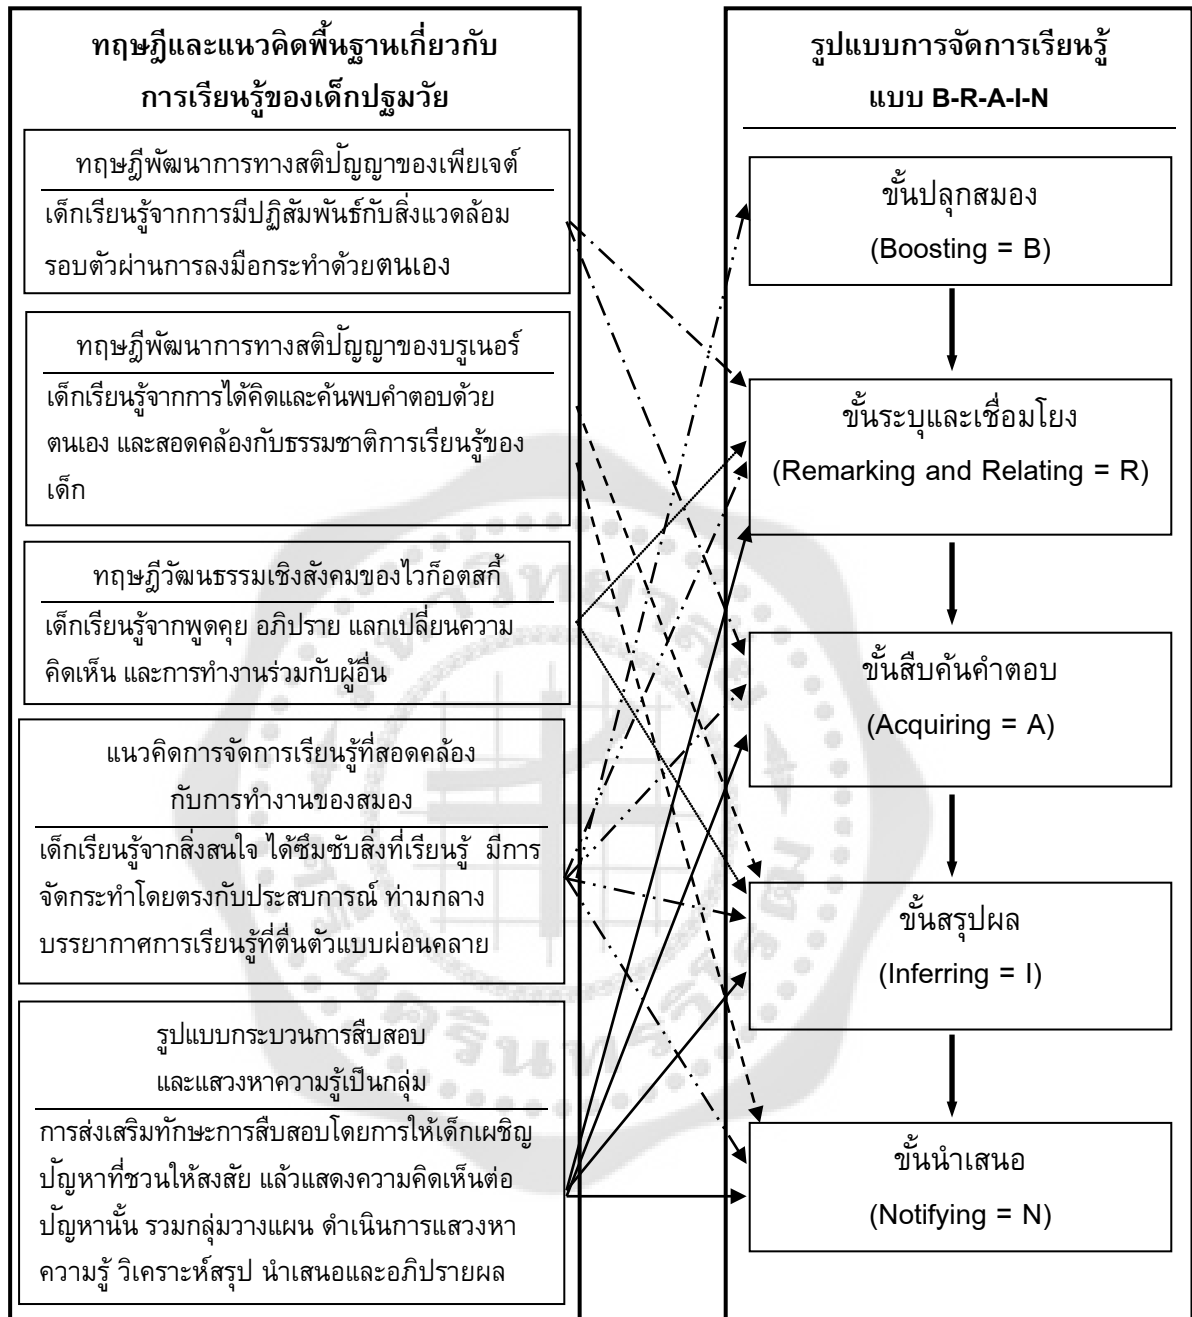 ทฤษฎีและแนวคิดพื้นฐานเกี่ยวกับ
การเรียนรู้ของเด็กปฐมวัย
ทฤษฎีพัฒนาการทางสติปัญญาของเพียเจต์
เด็กเรียนรู้จากการมีปฏิสัมพันธ์กับสิ่งแวดล้อม
รอบตัวผ่านการลงมือกระทำด้วยตนเอง
ทฤษฎีพัฒนาการทางสติปัญญาของบรูเนอร์
เด็กเรียนรู้จากการได้คิดและค้นพบคำตอบด้วย
ตนเอง และสอดคล้องกับธรรมชาติการเรียนรู้ของ
เด็ก
ทฤษฎีวัฒนธรรมเชิงสังคมของไวก็อตสกี้
เด็กเรียนรู้จากพูดคุย อภิปราย แลกเปลี่ยนความ
คิดเห็น และการทำงานร่วมกับผู้อื่น
แนวคิดการจัดการเรียนรู้ที่สอดคล้อง
กับการทำงานของสมอง
เด็กเรียนรู้จากสิ่งสนใจ ได้ซึมซับสิ่งที่เรียนรู้ มีการ
จัดกระทำโดยตรงกับประสบการณ์ ท่ามกลาง
บรรยากาศการเรียนรู้ที่ตื่นตัวแบบผ่อนคลาย
รูปแบบกระบวนการสืบสอบ
และแสวงหาความรู้เป็นกลุ่ม
การส่งเสริมทักษะการสืบสอบโดยการให้เด็กเผชิญ
ปัญหาที่ชวนให้สงสัย แล้วแสดงความคิดเห็นต่อ
ปัญหานั้น รวมกลุ่มวางแผน ดำเนินการแสวงหา
ความรู้ วิเคราะห์สรุป นำเสนอและอภิปรายผล
รูปแบบการจัดการเรียนรู้
แบบ B-R-A-I-N
ขั้นปลุกสมอง
(Boosting = B)
ขั้นระบุและเชื่อมโยง
(Remarking and Relating = R)
ขั้นสืบค้นคำตอบ
(Acquiring = A)
ขั้นสรุปผล
(Inferring = I)
ขั้นนำเสนอ
(Notifying = N)